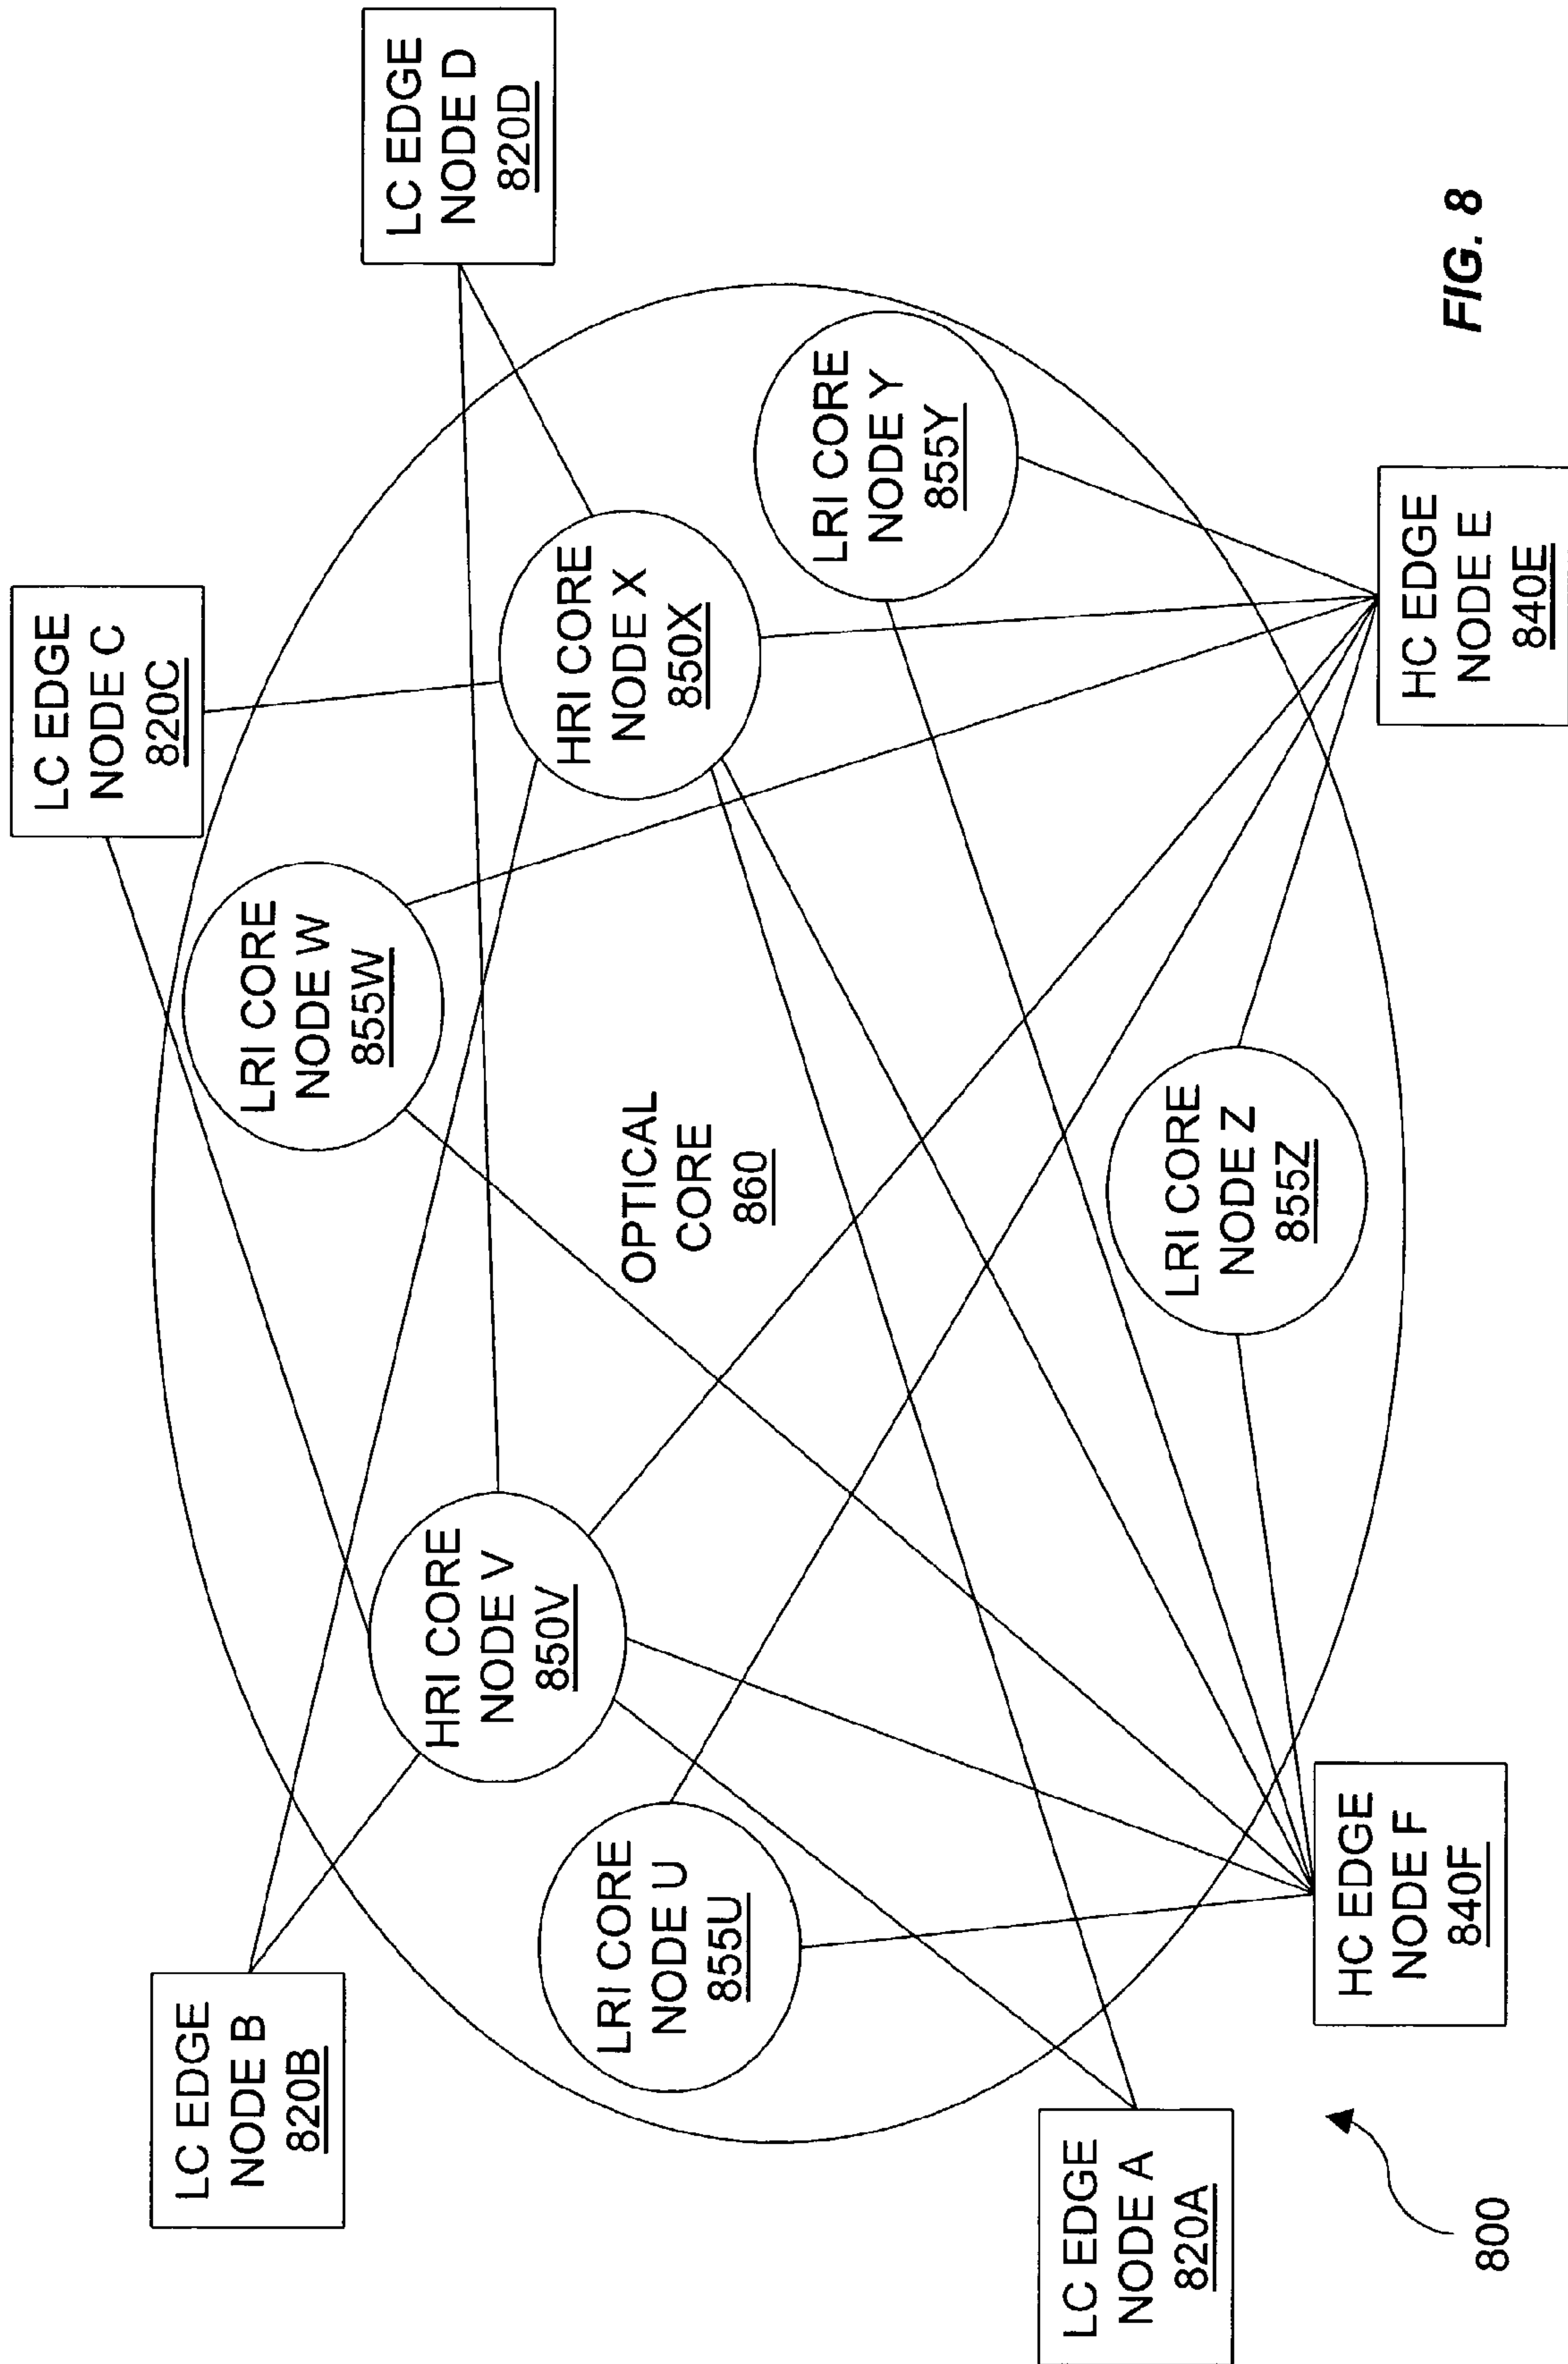 LC EDGE
NODE B
820B
LC EDGE
NODE C
820C
LC EDGE
NODE D
820D
LRI CORE
NODE W
855W
HRI CORE
NODE V
850V
HRI CORE
NODE X
850X
LRI CORE
NODE U
855U
OPTICAL
CORE
860
LRI CORE
NODE Y
855Y
LRI CORE
NODE Z
855Z
LC EDGE
NODE A
820A
HC EDGE
NODE F
840F
HC EDGE
NODE E
840E
800
FIG. 8